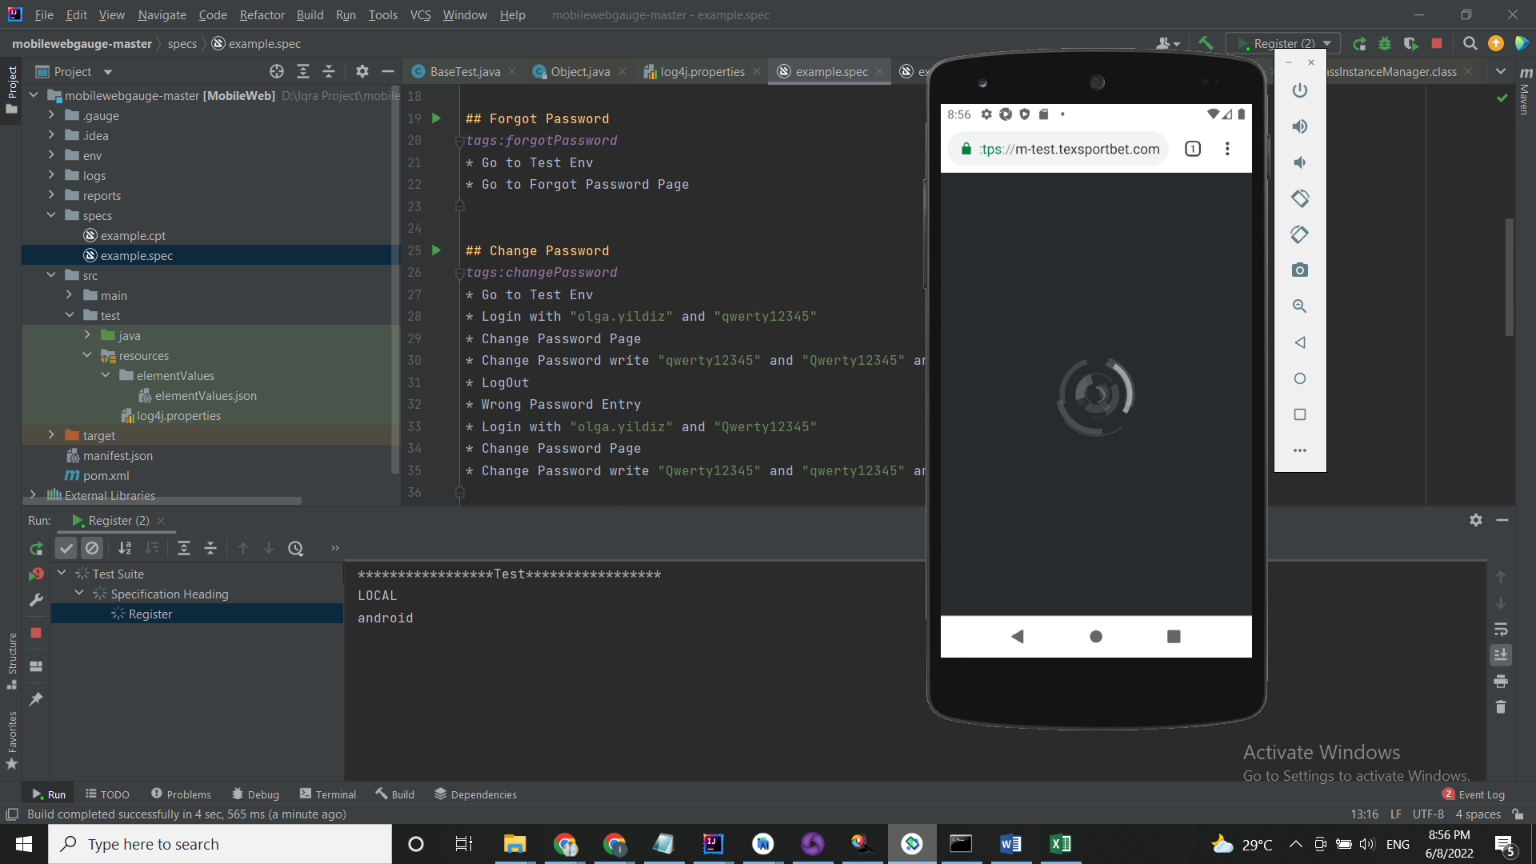 File Edit View Navigate Code Refactor Build Run Tools VCS Window Help mobilewebgauge-master - example.spec
mobilewebgauge-master specs example.spec
Register (2)
Project
BaseTest.java Object.java log4j.properties example.spec
assInstanceManager.class
Project
Maven
mobilewebgauge-master [MobileWeb] D:\Iqra Project\mobile
.gauge
.idea
env
logs
reports
specs
example.cpt
example.spec
src
main
test
java
resources
elementValues
elementValues.json
log4j.properties
target
manifest.json
pom.xml
External Libraries
18
19 ## Forgot Password
20 tags:forgotPassword
21 * Go to Test Env
22 * Go to Forgot Password Page
23
24
25 ## Change Password
26 tags:changePassword
27 * Go to Test Env
28 * Login with "olga.yildiz" and "qwerty12345"
29 * Change Password Page
30 * Change Password write "qwerty12345" and "Qwerty12345" an
31 * LogOut
32 * Wrong Password Entry
33 * Login with "olga.yildiz" and "Qwerty12345"
34 * Change Password Page
35 * Change Password write "Qwerty12345" and "qwerty12345" an
36
8:56
tps://m-test.texsportbet.com
1
Run: Register (2)
Test Suite
Specification Heading
Register
*****************Test*****************
LOCAL
android
Structure
Favorites
Activate Windows
Go to Settings to activate Windows.
Run TODO Problems Debug Terminal Build Dependencies
2 Event Log
Build completed successfully in 4 sec, 565 ms (a minute ago)
13:16 LF UTF-8 4 spaces
Type here to search
29°C
ENG
8:56 PM
6/8/2022
5